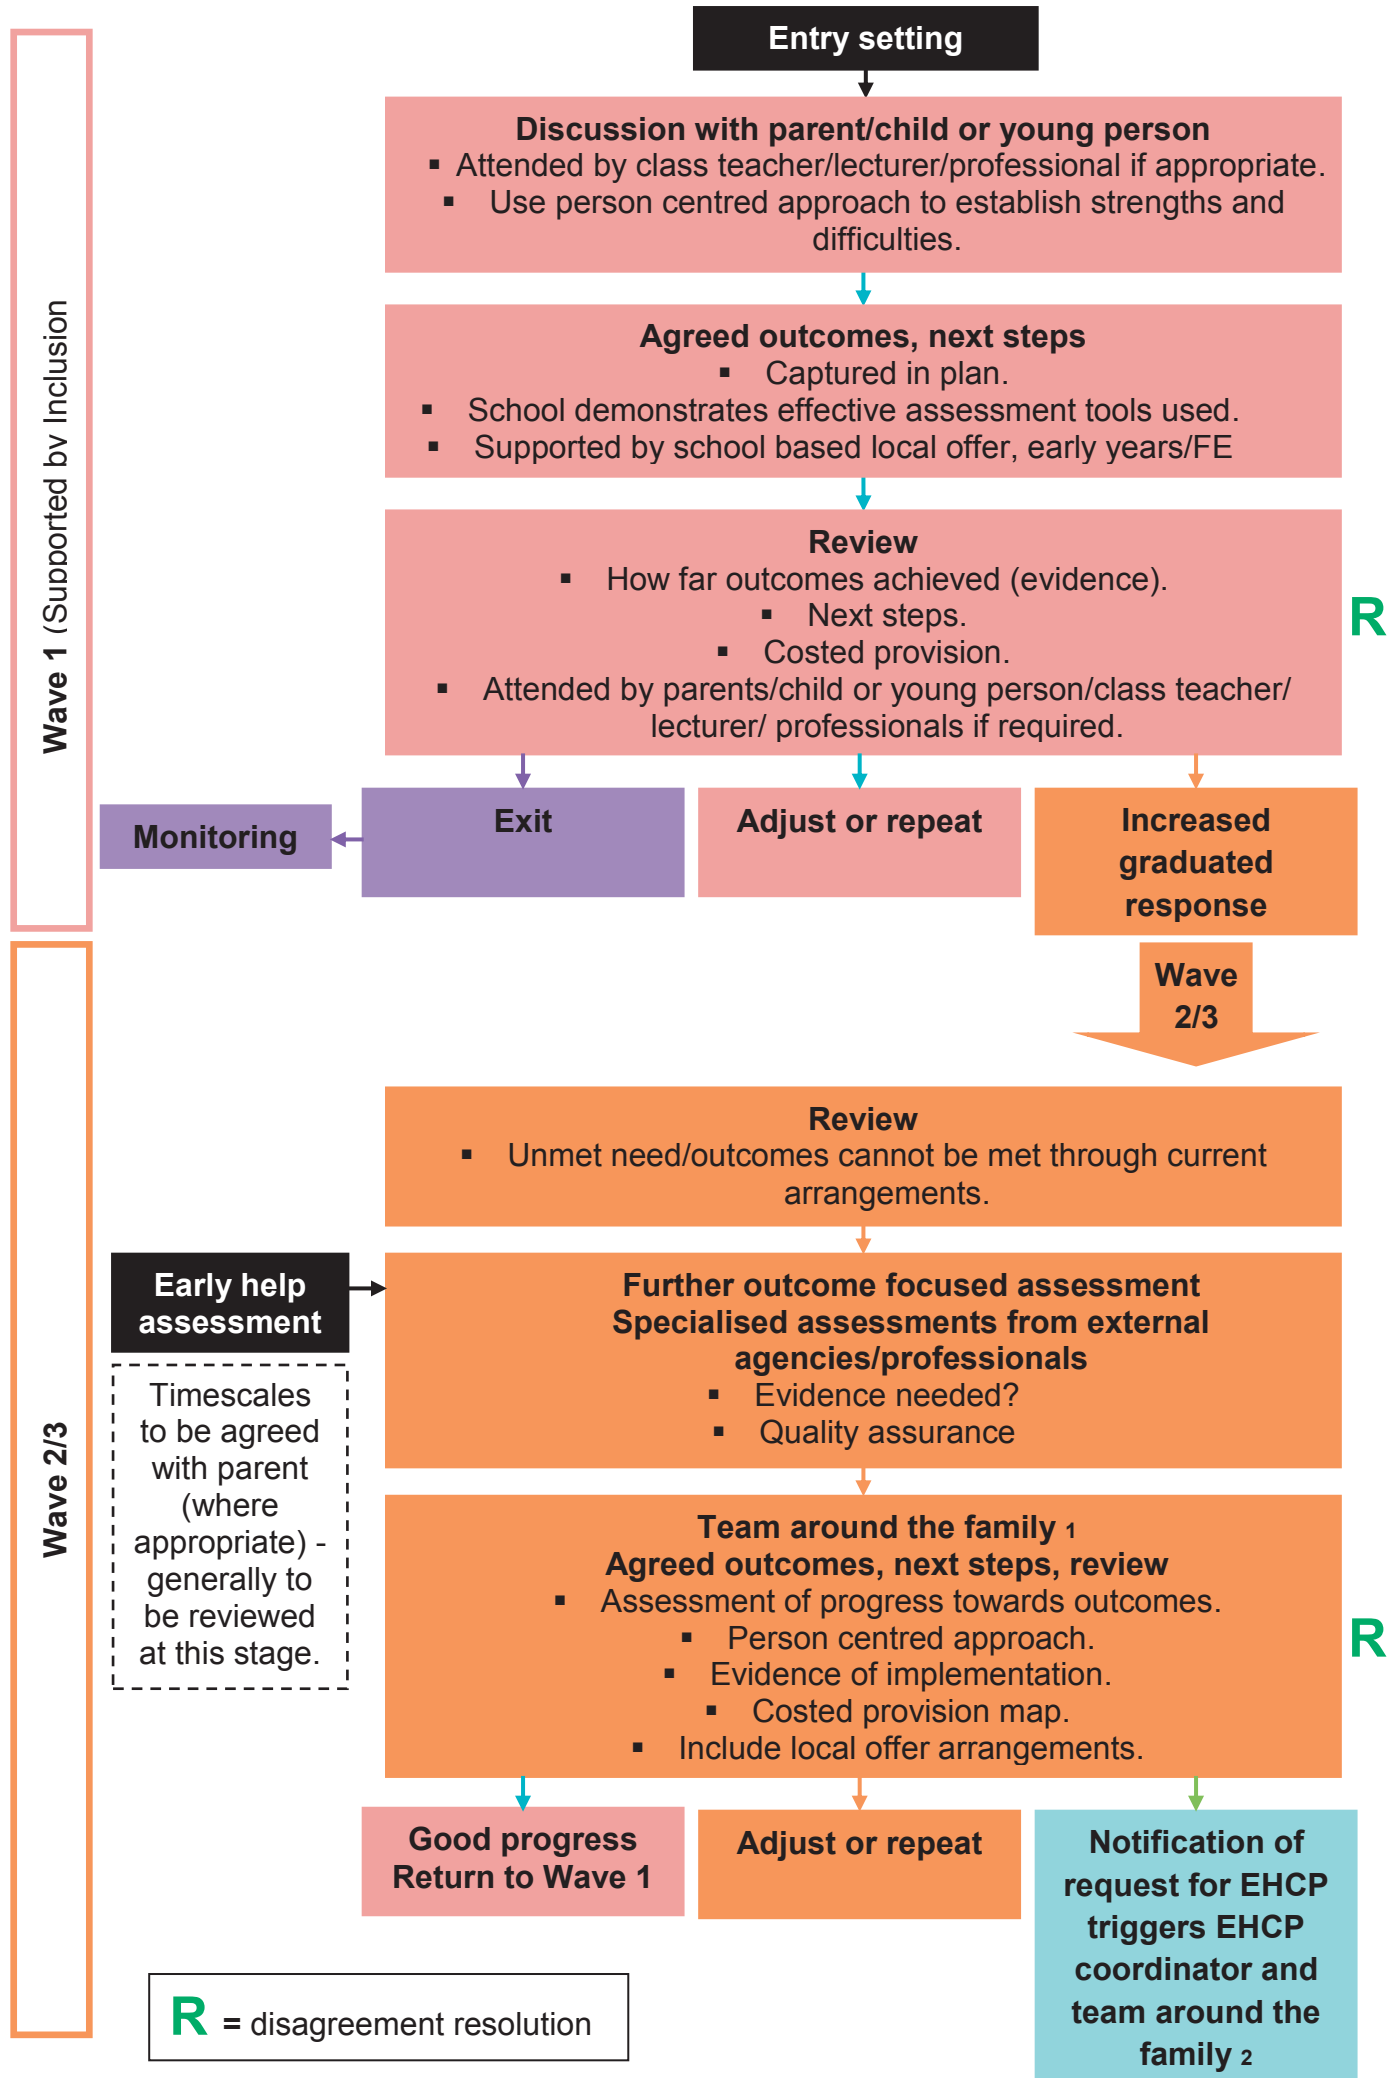 Entry setting
Discussion with parent/child or young person
▪ Attended by class teacher/lecturer/professional if appropriate.
▪ Use person centred approach to establish strengths and
difficulties.
Agreed outcomes, next steps
▪ Captured in plan.
▪ School demonstrates effective assessment tools used.
▪ Supported by school based local offer, early years/FE
Review
▪ How far outcomes achieved (evidence).
▪ Next steps.
▪ Costed provision.
▪ Attended by parents/child or young person/class teacher/
lecturer/ professionals if required.
R
Wave 1 (Supported by Inclusion
Monitoring
Exit
Adjust or repeat
Increased
graduated
response
Wave
2/3
Review
▪ Unmet need/outcomes cannot be met through current
arrangements.
Early help
assessment
Timescales
to be agreed
with parent
(where
appropriate) -
generally to
be reviewed
at this stage.
Further outcome focused assessment
Specialised assessments from external
agencies/professionals
▪ Evidence needed?
▪ Quality assurance
Wave 2/3
Team around the family 1
Agreed outcomes, next steps, review
▪ Assessment of progress towards outcomes.
▪ Person centred approach.
▪ Evidence of implementation.
▪ Costed provision map.
▪ Include local offer arrangements.
R
Good progress
Return to Wave 1
Adjust or repeat
Notification of
request for EHCP
triggers EHCP
coordinator and
team around the
family 2
R = disagreement resolution